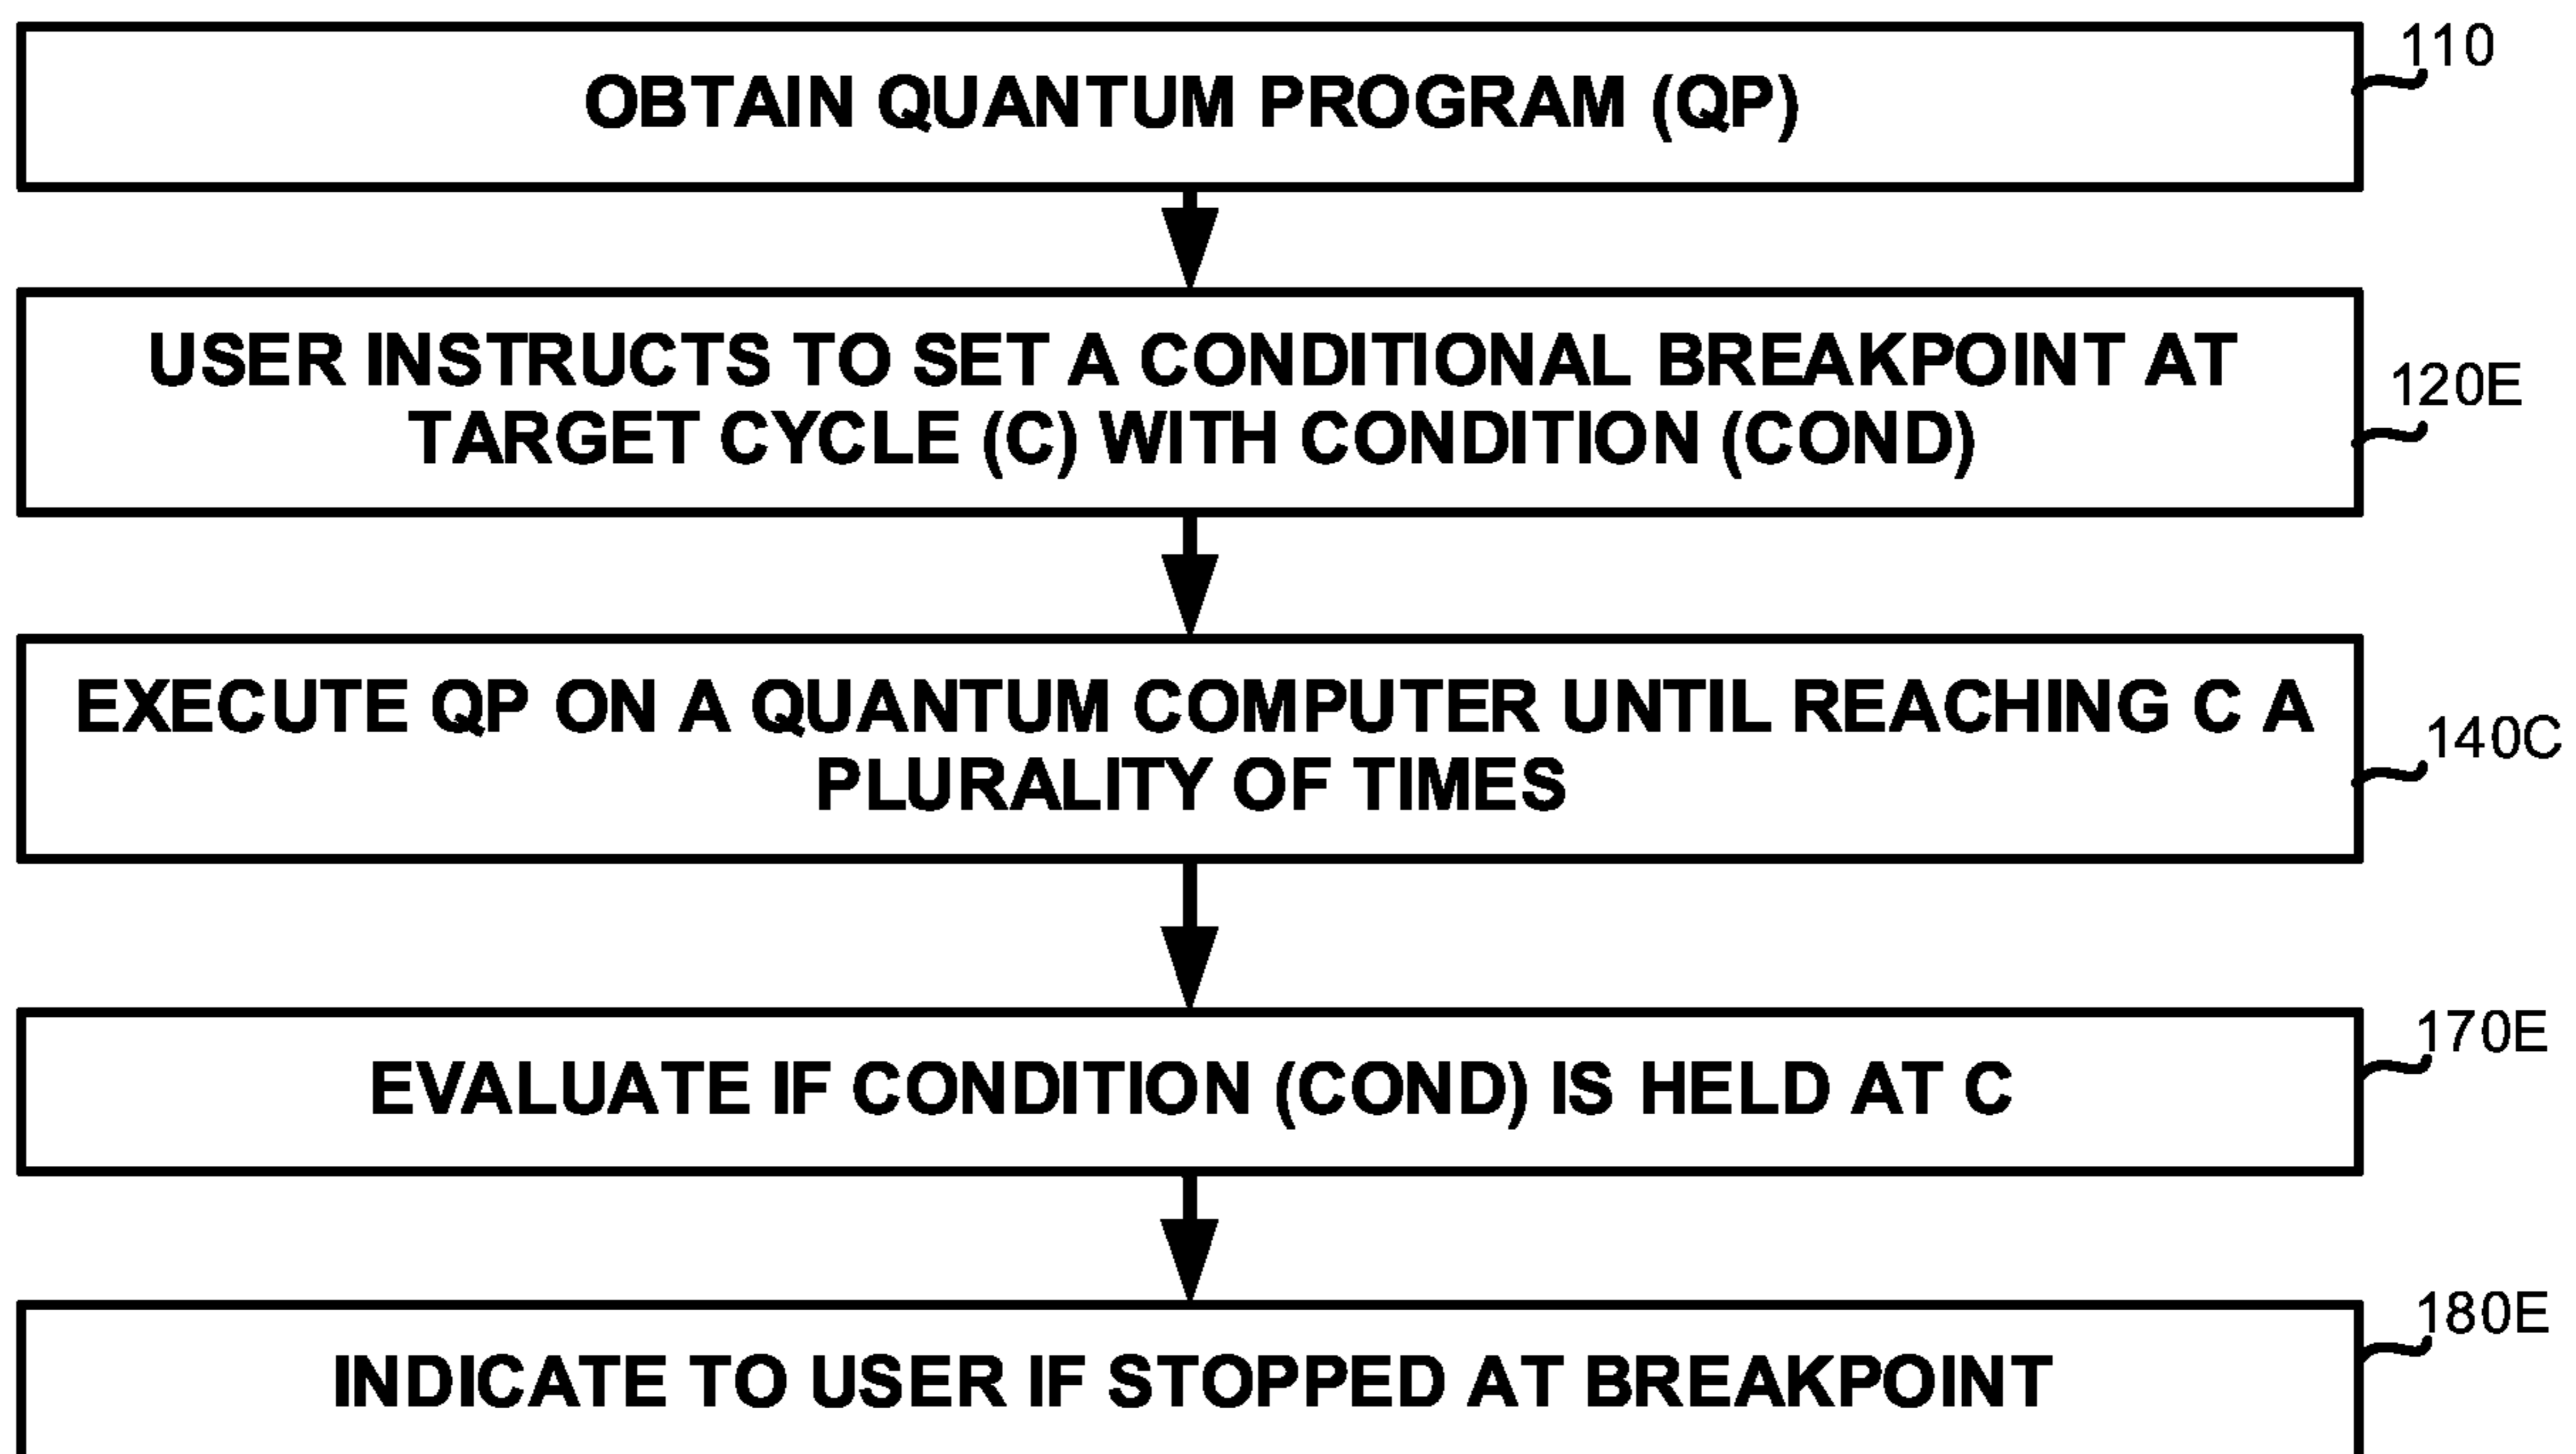 OBTAIN QUANTUM PROGRAM (QP)
110
USER INSTRUCTS TO SET A CONDITIONAL BREAKPOINT AT
TARGET CYCLE (C) WITH CONDITION (COND)
120E
EXECUTE QP ON A QUANTUM COMPUTER UNTIL REACHING C A
PLURALITY OF TIMES
140C
EVALUATE IF CONDITION (COND) IS HELD AT C
170E
INDICATE TO USER IF STOPPED AT BREAKPOINT
180E